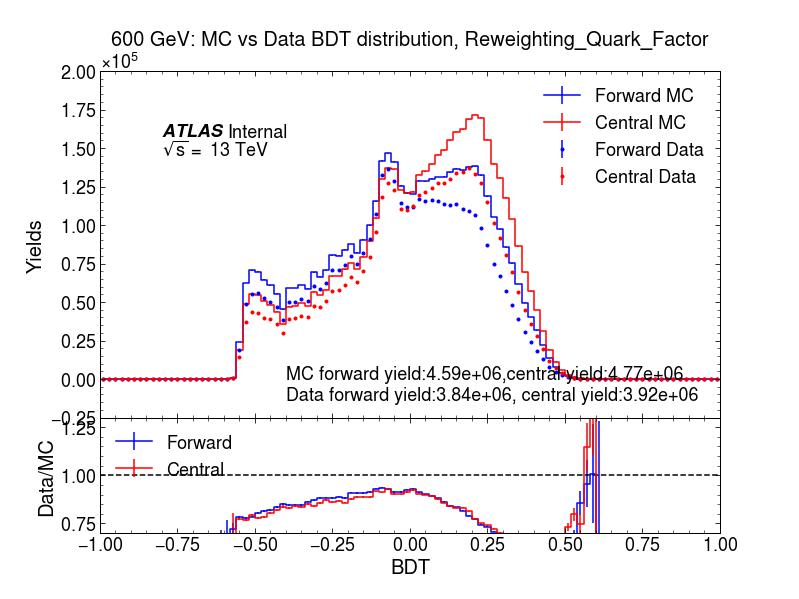 600 GeV: MC vs Data BDT distribution, Reweighting_Quark_Factor
×10⁵
2.00
1.75
1.50
1.25
1.00
0.75
0.50
0.25
0.00
−0.25
Yields
ATLAS Internal
√s = 13 TeV
Forward MC
Central MC
Forward Data
Central Data
MC forward yield:4.59e+06,central yield:4.77e+06
Data forward yield:3.84e+06, central yield:3.92e+06
1.25
1.00
0.75
Data/MC
Forward
Central
−1.00 −0.75 −0.50 −0.25 0.00 0.25 0.50 0.75 1.00
BDT